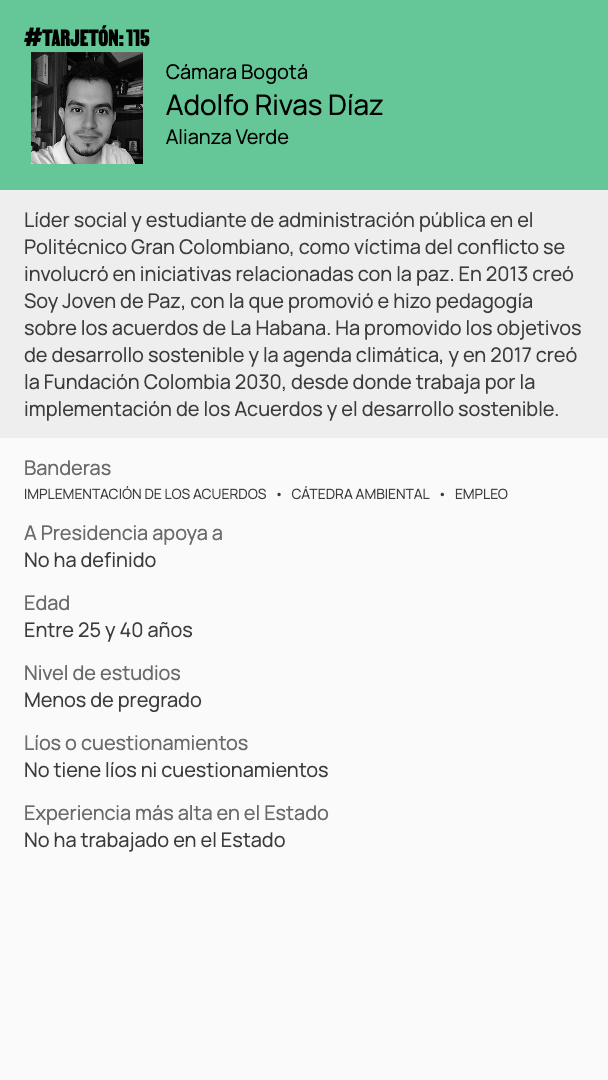 #TARJETÓN: 115
Cámara Bogotá
Adolfo Rivas Díaz
Alianza Verde
Líder social y estudiante de administración pública en el
Politécnico Gran Colombiano, como víctima del conflicto se
involucró en iniciativas relacionadas con la paz. En 2013 creó
Soy Joven de Paz, con la que promovió e hizo pedagogía
sobre los acuerdos de La Habana. Ha promovido los objetivos
de desarrollo sostenible y la agenda climática, y en 2017 creó
la Fundación Colombia 2030, desde donde trabaja por la
implementación de los Acuerdos y el desarrollo sostenible.
Banderas
IMPLEMENTACIÓN DE LOS ACUERDOS • CÁTEDRA AMBIENTAL • EMPLEO
A Presidencia apoya a
No ha definido
Edad
Entre 25 y 40 años
Nivel de estudios
Menos de pregrado
Líos o cuestionamientos
No tiene líos ni cuestionamientos
Experiencia más alta en el Estado
No ha trabajado en el Estado